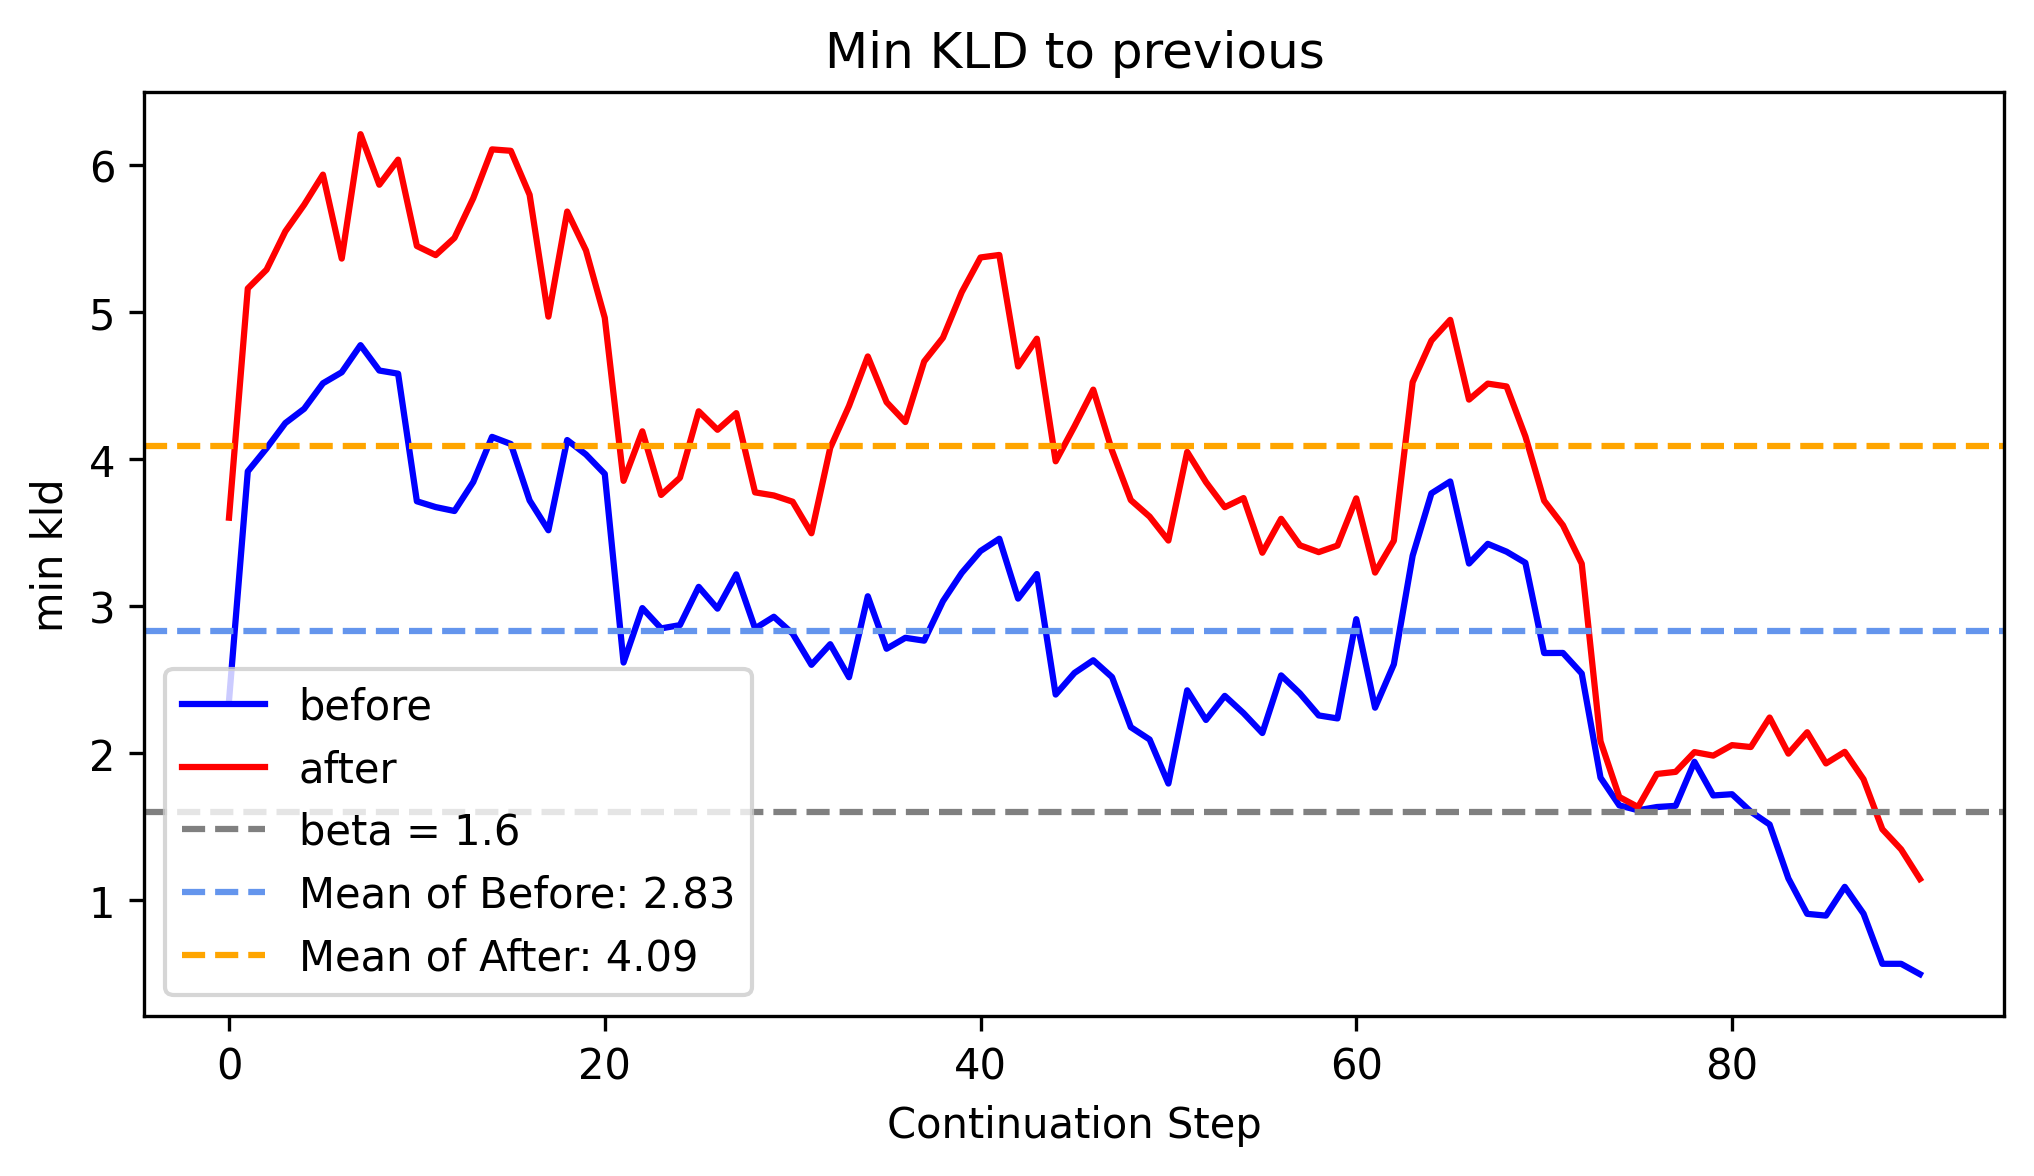 Min KLD to previous
min kld
6
5
4
3
2
1
before
after
beta = 1.6
Mean of Before: 2.83
Mean of After: 4.09
0 20 40 60 80
Continuation Step